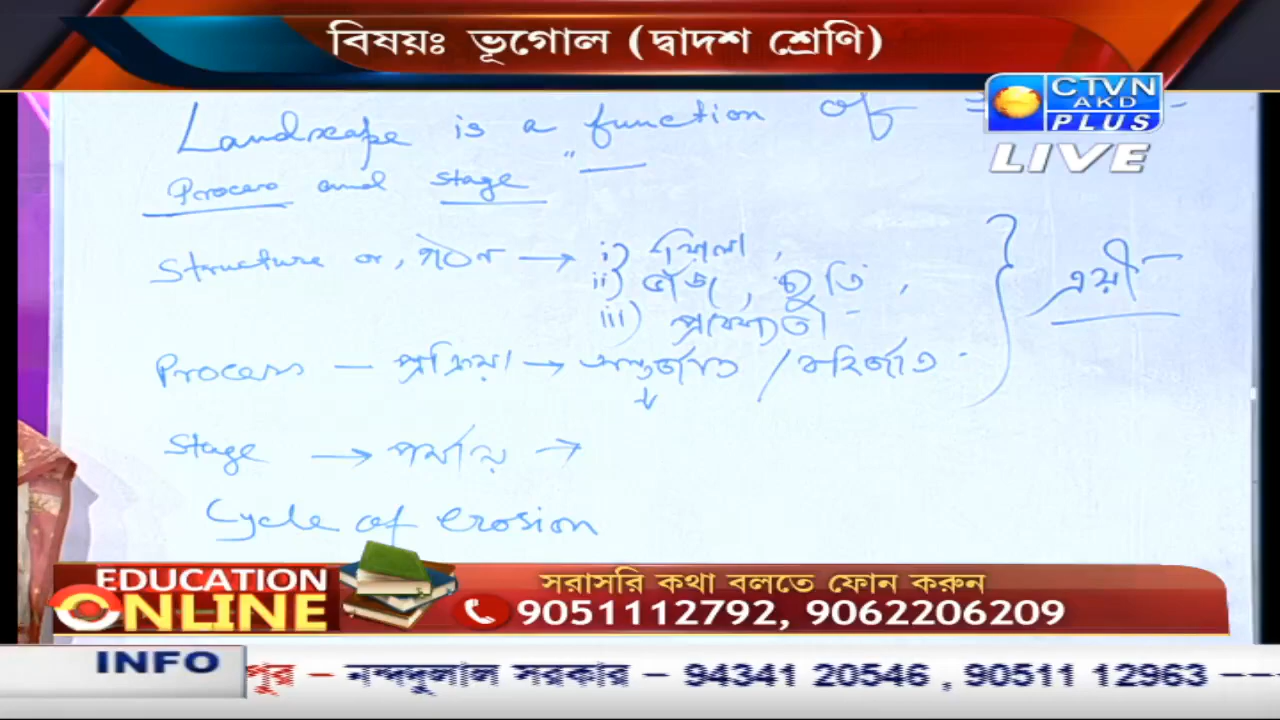 বিষয়ঃ ভূগোল (দ্বাদশ শ্রেণি)
CTVN
AKD
PLUS
LIVE
Landscape is a function of
Process and stage
Structure or, গঠন → i) শিলা,
ii) ভাঁজ, চ্যুতি,
iii) প্রবেশ্যতা
ত্রয়ী
Process – প্রক্রিয়া → অন্তর্জাত / বহির্জাত
Stage → পর্যায় →
Cycle of erosion
EDUCATION
ONLINE
সরাসরি কথা বলতে ফোন করুন
9051112792, 9062206209
INFO
পুর – নন্দদুলাল সরকার – 94341 20546 , 90511 12963 ---